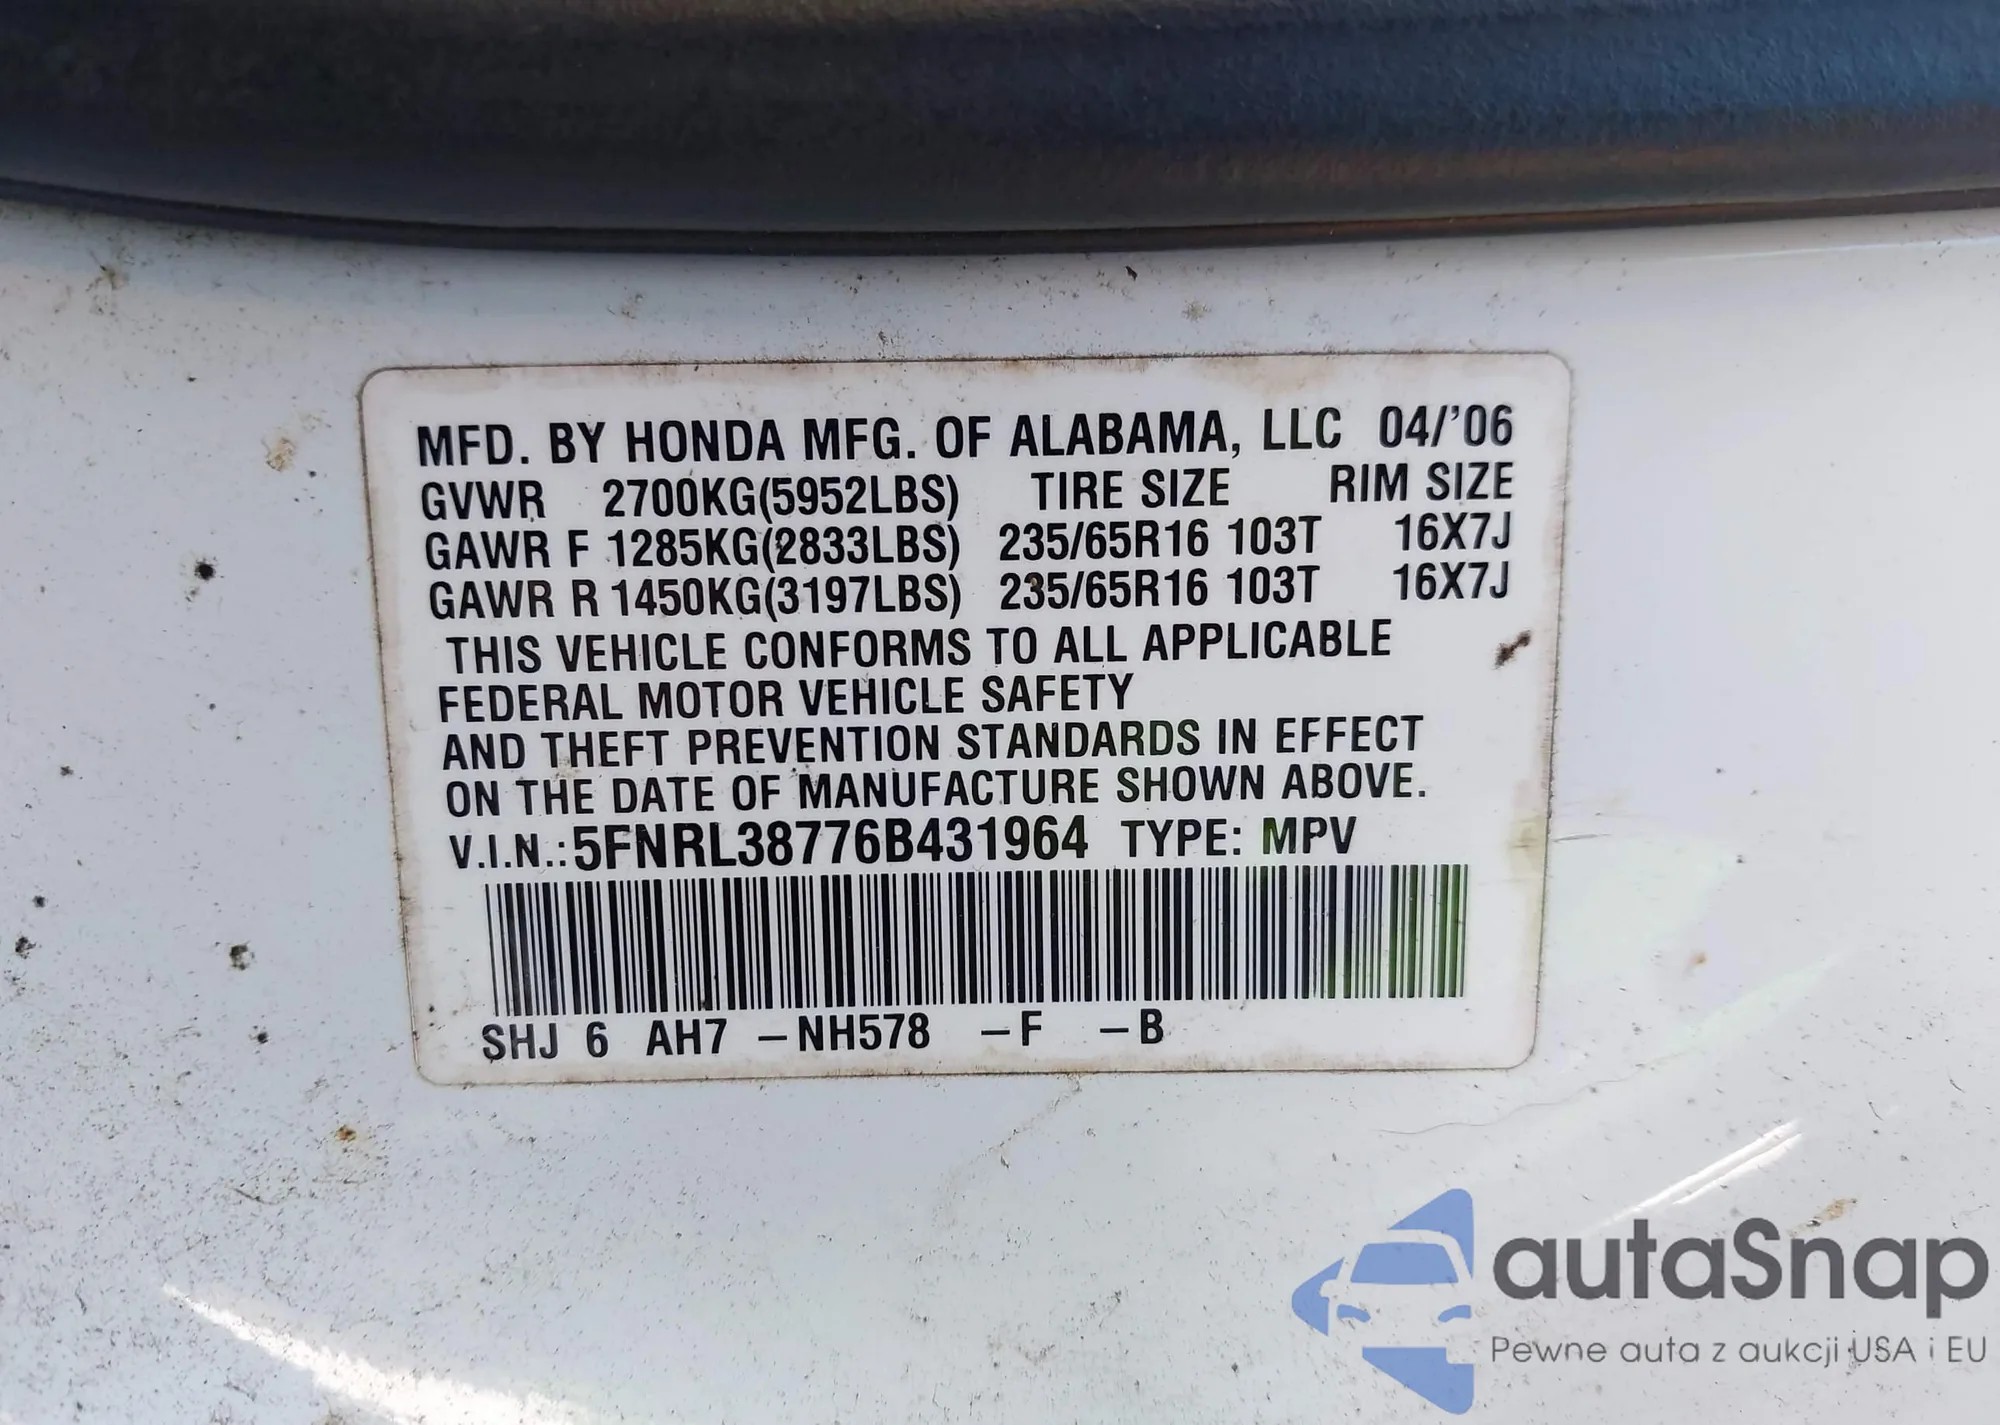 MFD. BY HONDA MFG. OF ALABAMA, LLC 04/'06
GVWR 2700KG(5952LBS) TIRE SIZE RIM SIZE
GAWR F 1285KG(2833LBS) 235/65R16 103T 16X7J
GAWR R 1450KG(3197LBS) 235/65R16 103T 16X7J
THIS VEHICLE CONFORMS TO ALL APPLICABLE
FEDERAL MOTOR VEHICLE SAFETY
AND THEFT PREVENTION STANDARDS IN EFFECT
ON THE DATE OF MANUFACTURE SHOWN ABOVE.
V.I.N.: 5FNRL38776B431964 TYPE: MPV
SHJ 6 AH7 –NH578 –F –B
autaSnap
Pewne auta z aukcji USA i EU